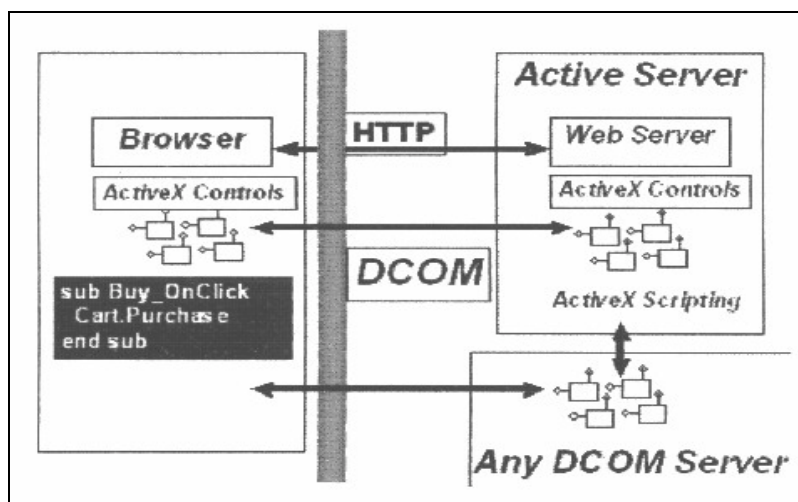 Browser
ActiveX Controls
sub Buy_OnClick
Cart.Purchase
end sub
HTTP
DCOM
Active Server
Web Server
ActiveX Controls
ActiveX Scripting
Any DCOM Server